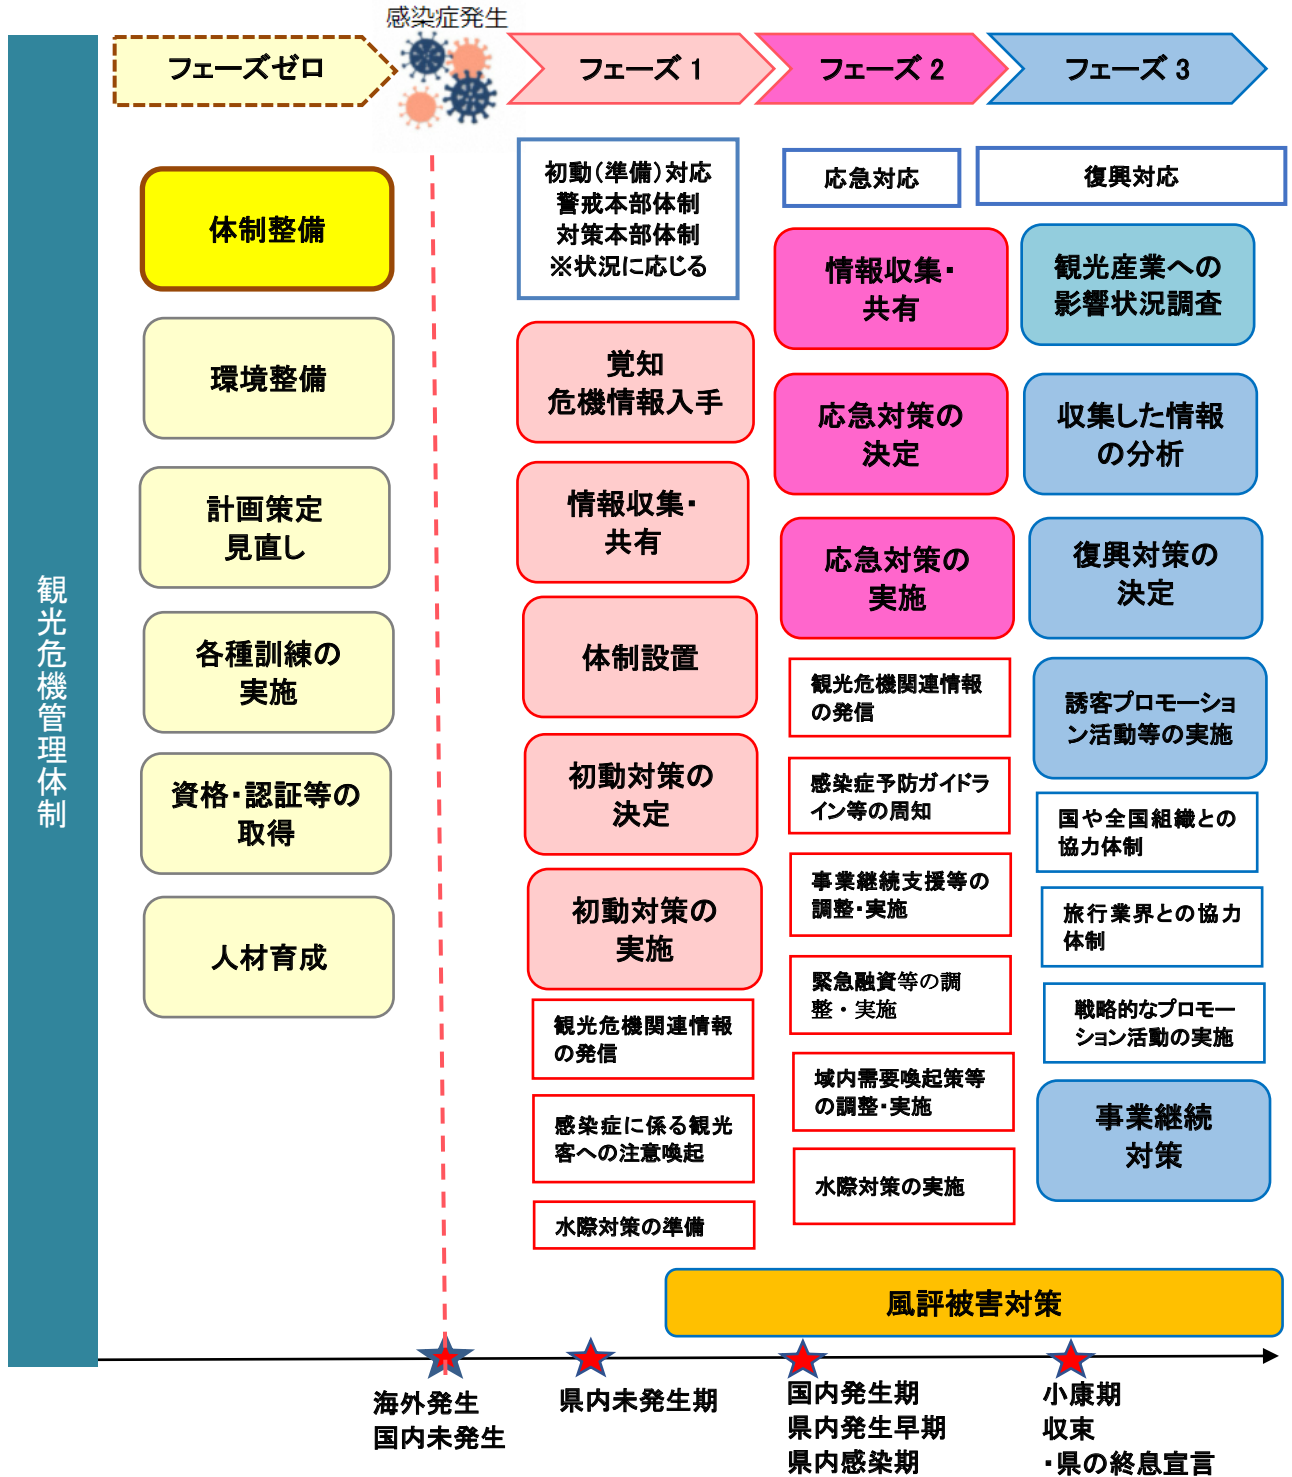 感染症発生
フェーズゼロ
フェーズ 1
フェーズ 2
フェーズ 3
観光危機管理体制
体制整備
環境整備
計画策定
見直し
各種訓練の
実施
資格・認証等の
取得
人材育成
初動（準備）対応
警戒本部体制
対策本部体制
※状況に応じる
覚知
危機情報入手
情報収集・
共有
体制設置
初動対策の
決定
初動対策の
実施
観光危機関連情報
の発信
感染症に係る観光
客への注意喚起
水際対策の準備
応急対応
情報収集・
共有
応急対策の
決定
応急対策の
実施
観光危機関連情報
の発信
感染症予防ガイドラ
イン等の周知
事業継続支援等の
調整・実施
緊急融資等の調
整・実施
域内需要喚起策等
の調整・実施
水際対策の実施
復興対応
観光産業への
影響状況調査
収集した情報
の分析
復興対策の
決定
誘客プロモーショ
ン活動等の実施
国や全国組織との
協力体制
旅行業界との協力
体制
戦略的なプロモー
ション活動の実施
事業継続
対策
風評被害対策
海外発生
国内未発生
県内未発生期
国内発生期
県内発生早期
県内感染期
小康期
収束
・県の終息宣言